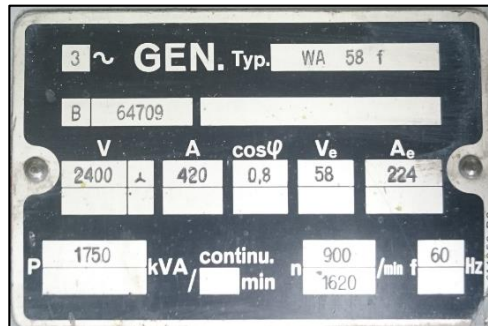 3 ~ GEN. Typ. WA 58 f
B 64709
V A cosφ Ve Ae
2400 ⅄ 420 0,8 58 224
P 1750 kVA / continu. min n 900 /min f 60 Hz
1620